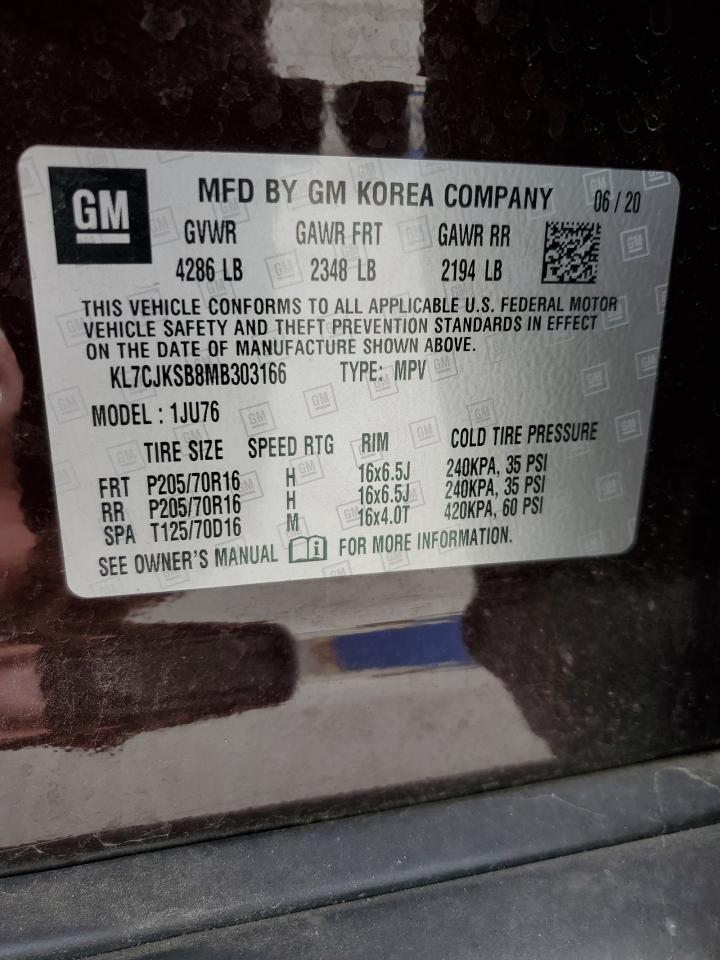 GM
MFD BY GM KOREA COMPANY 06 / 20
GVWR GAWR FRT GAWR RR
4286 LB 2348 LB 2194 LB
THIS VEHICLE CONFORMS TO ALL APPLICABLE U.S. FEDERAL MOTOR
VEHICLE SAFETY AND THEFT PREVENTION STANDARDS IN EFFECT
ON THE DATE OF MANUFACTURE SHOWN ABOVE.
KL7CJKSB8MB303166 TYPE: MPV
MODEL : 1JU76
TIRE SIZE SPEED RTG RIM COLD TIRE PRESSURE
FRT P205/70R16 H 16x6.5J 240KPA, 35 PSI
RR P205/70R16 H 16x6.5J 240KPA, 35 PSI
SPA T125/70D16 M 16x4.0T 420KPA, 60 PSI
SEE OWNER'S MANUAL FOR MORE INFORMATION.